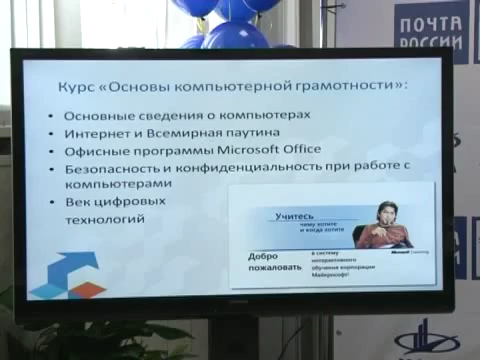 ПОЧТА
РОССИИ
Курс «Основы компьютерной грамотности»:
• Основные сведения о компьютерах
• Интернет и Всемирная паутина
• Офисные программы Microsoft Office
• Безопасность и конфиденциальность при работе с
компьютерами
• Век цифровых
технологий
Учитесь
чему хотите
и когда хотите
Microsoft
Добро
пожаловать
в систему
интерактивного
обучения корпорации
Майкрософт!